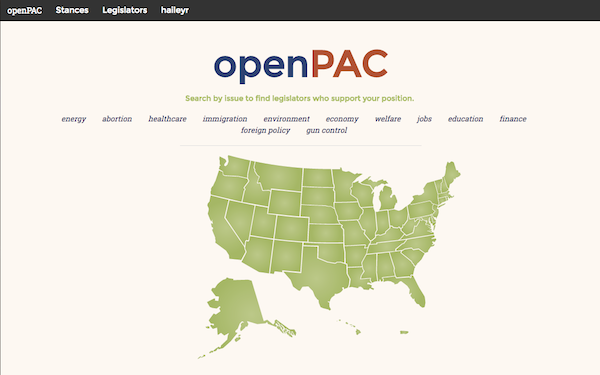 openPAC Stances Legislators haileyr
openPAC
Search by issue to find legislators who support your position.
energy abortion healthcare immigration environment economy welfare jobs education finance
foreign policy gun control